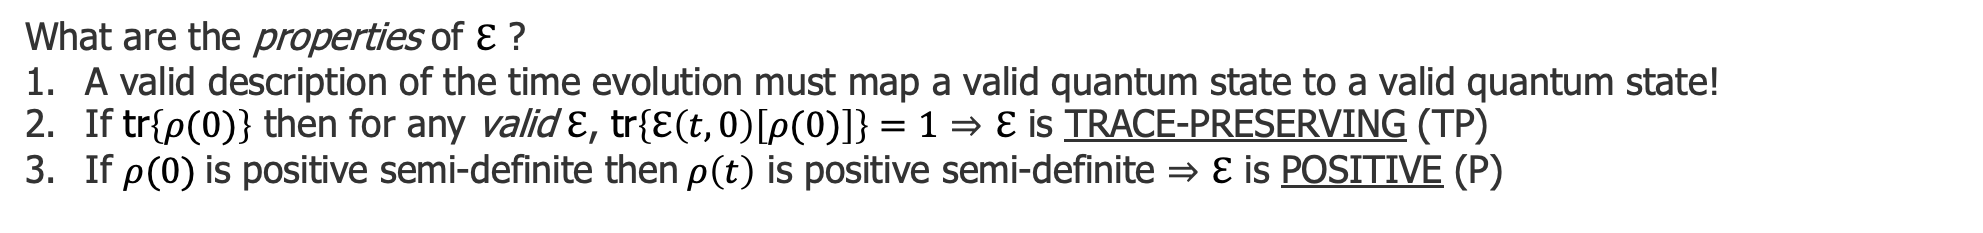 What are the properties of ℇ ?
1. A valid description of the time evolution must map a valid quantum state to a valid quantum state!
2. If tr{ρ(0)} then for any valid ℇ, tr{ℇ(t,0)[ρ(0)]} = 1 ⇒ ℇ is TRACE-PRESERVING (TP)
3. If ρ(0) is positive semi-definite then ρ(t) is positive semi-definite ⇒ ℇ is POSITIVE (P)